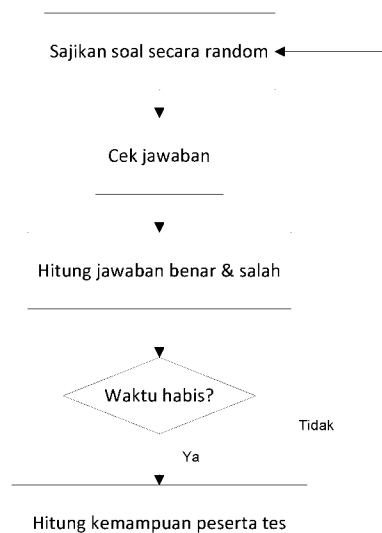 Sajikan soal secara random
Cek jawaban
Hitung jawaban benar & salah
Waktu habis?
Tidak
Ya
Hitung kemampuan peserta tes